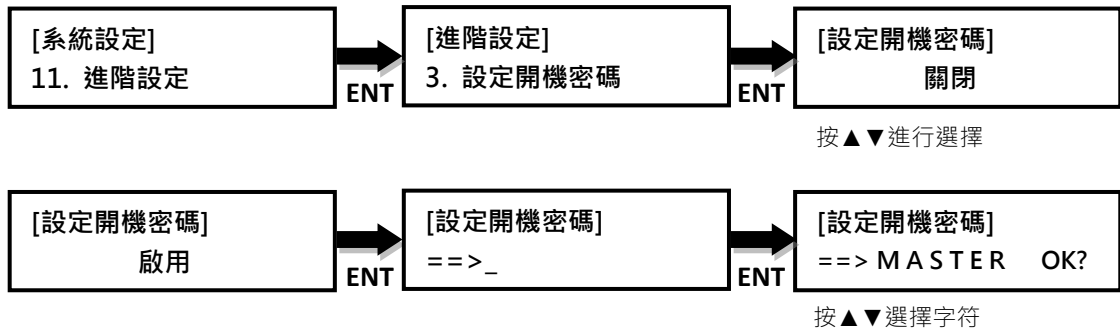 [系統設定]
11. 進階設定
ENT
[進階設定]
3. 設定開機密碼
ENT
[設定開機密碼]
關閉
按▲▼進行選擇
[設定開機密碼]
啟用
ENT
[設定開機密碼]
==>_
ENT
[設定開機密碼]
==> M A S T E R OK?
按▲▼選擇字符